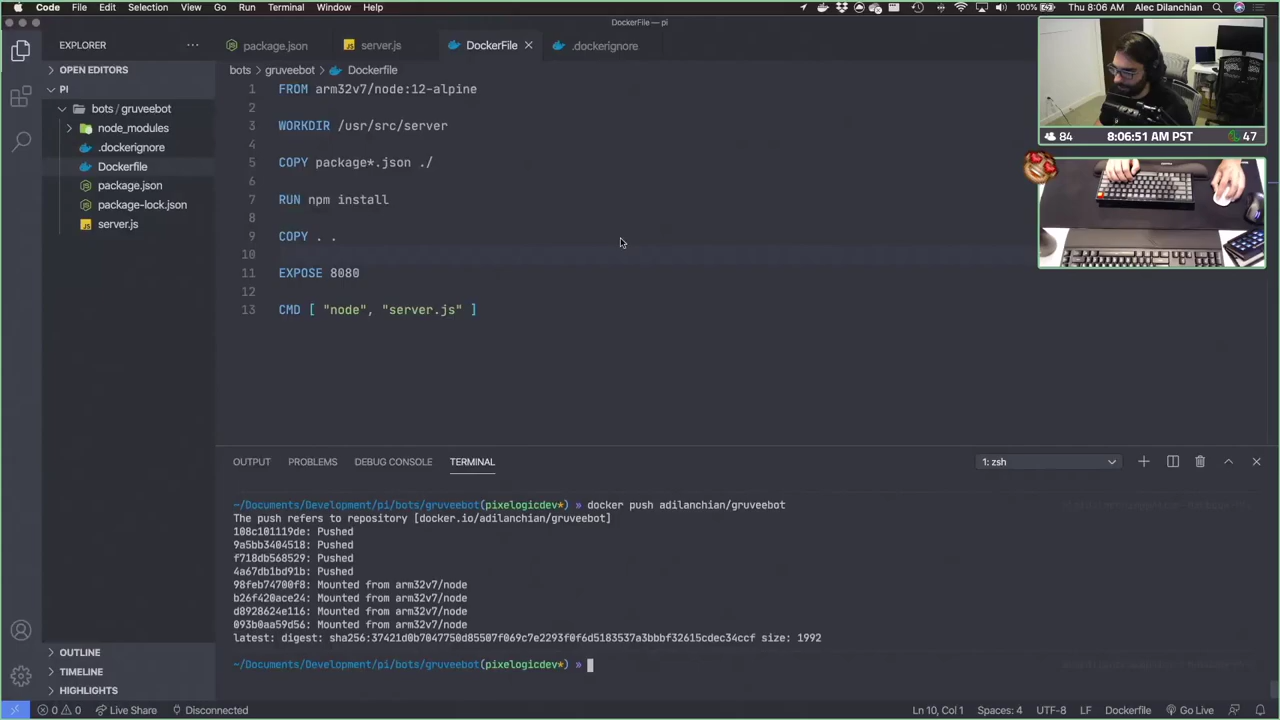 Code File Edit Selection View Go Run Terminal Window Help 100% Thu 8:06 AM Alec Dilanchian
DockerFile — pi
EXPLORER
package.json server.js DockerFile .dockerignore
OPEN EDITORS
bots gruveebot Dockerfile
PI
bots / gruveebot
node_modules
.dockerignore
Dockerfile
package.json
package-lock.json
server.js
1 FROM arm32v7/node:12-alpine
2
3 WORKDIR /usr/src/server
4
5 COPY package*.json ./
6
7 RUN npm install
8
9 COPY . .
10
11 EXPOSE 8080
12
13 CMD [ "node", "server.js" ]
84 8:06:51 AM PST 47
OUTPUT PROBLEMS DEBUG CONSOLE TERMINAL 1: zsh
~/Documents/Development/pi/bots/gruveebot(pixelogicdev*) » docker push adilanchian/gruveebot
The push refers to repository [docker.io/adilanchian/gruveebot]
108c101119de: Pushed
9a5bb3404518: Pushed
f718db568529: Pushed
4a67db1bd91b: Pushed
98feb74700f8: Mounted from arm32v7/node
b26f420ace24: Mounted from arm32v7/node
d8928624e116: Mounted from arm32v7/node
093b0aa59d56: Mounted from arm32v7/node
latest: digest: sha256:37421d0b7047750d85507f069c7e2293f0f6d5183537a3bbbf32615cdec34ccf size: 1992
~/Documents/Development/pi/bots/gruveebot(pixelogicdev*) »
OUTLINE
TIMELINE
HIGHLIGHTS
0 0 Live Share Disconnected Ln 10, Col 1 Spaces: 4 UTF-8 LF Dockerfile Go Live